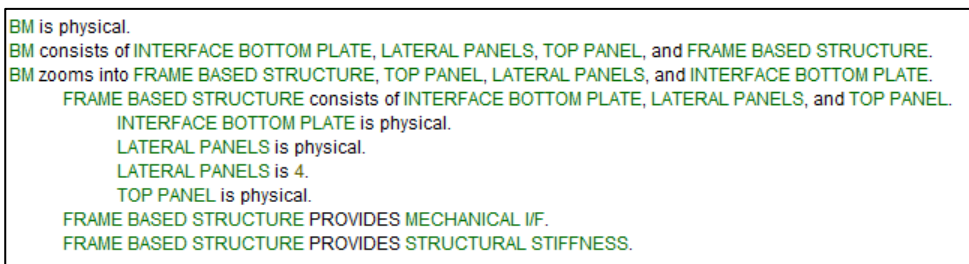 BM is physical.
BM consists of INTERFACE BOTTOM PLATE, LATERAL PANELS, TOP PANEL, and FRAME BASED STRUCTURE.
BM zooms into FRAME BASED STRUCTURE, TOP PANEL, LATERAL PANELS, and INTERFACE BOTTOM PLATE.
FRAME BASED STRUCTURE consists of INTERFACE BOTTOM PLATE, LATERAL PANELS, and TOP PANEL.
INTERFACE BOTTOM PLATE is physical.
LATERAL PANELS is physical.
LATERAL PANELS is 4.
TOP PANEL is physical.
FRAME BASED STRUCTURE PROVIDES MECHANICAL I/F.
FRAME BASED STRUCTURE PROVIDES STRUCTURAL STIFFNESS.